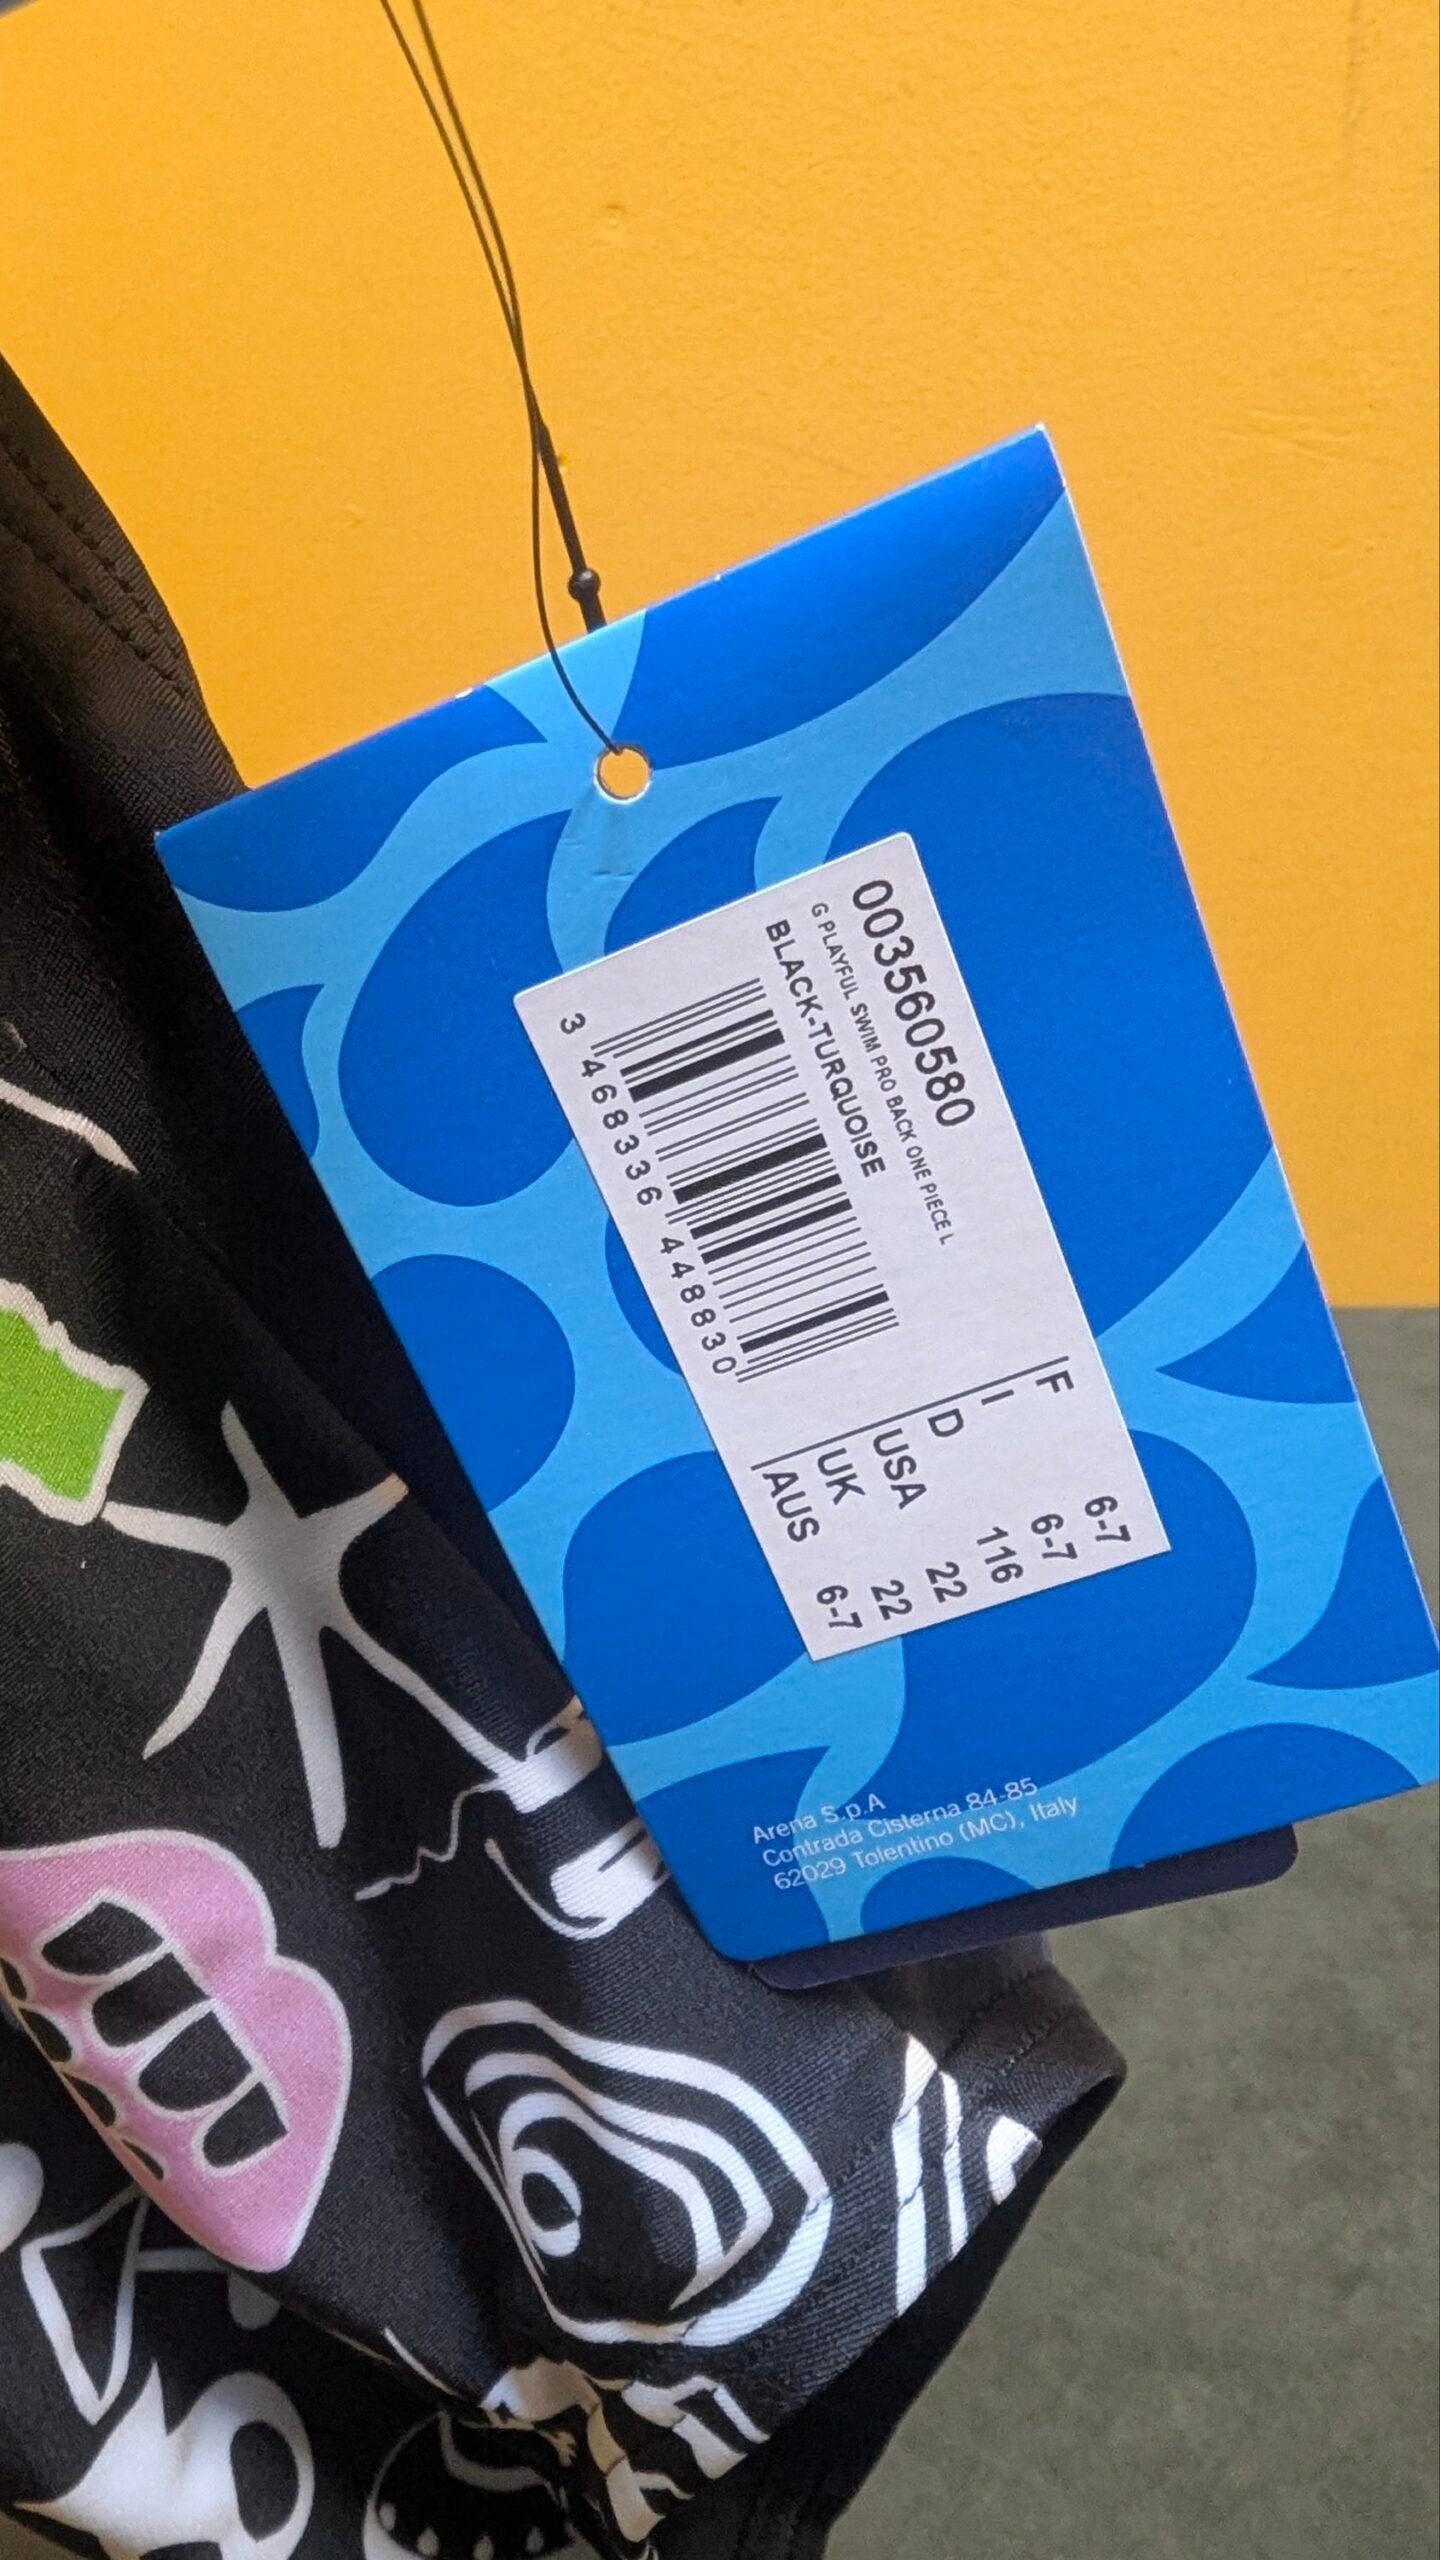 003560580
G PLAYFUL SWIM PRO BACK ONE PIECE L
BLACK-TURQUOISE
3 468336 448830
F 6-7
I 6-7
D 116
USA 22
UK 22
AUS 6-7
Arena S.p.A
Contrada Cisterna 84-85
62029 Tolentino (MC), Italy